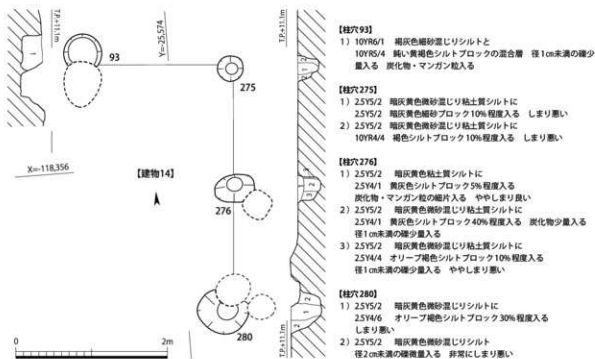 T.P.+11.1m
Y=-25,574
T.P.+11.1m
1
93
275
2
1
X=-118,356
【建物14】
276
2
3
280
2
1
T.P.+11.1m
0
2m
【柱穴93】
1）10YR6/1 褐灰色細砂混じりシルトと
10YR5/4 鈍い黄褐色シルトブロックの混合層 径1㎝未満の礫少
量入る 炭化物・マンガン粒入る
【柱穴275】
1）2.5Y5/2 暗灰黄色微砂混じり粘土質シルトに
2.5Y5/2 暗灰黄色細砂ブロック10%程度入る しまり悪い
2）2.5Y5/2 暗灰黄色微砂混じり粘土質シルトに
10YR4/4 褐色シルトブロック10%程度入る しまり悪い
【柱穴276】
1）2.5Y5/2 暗灰黄色粘土質シルトに
2.5Y4/1 黄灰色シルトブロック5%程度入る
炭化物・マンガン粒の細片入る ややしまり良い
2）2.5Y5/2 暗灰黄色微砂混じり粘土質シルトに
2.5Y4/1 黄灰色シルトブロック40%程度入る 炭化物少量入る
径1㎝未満の礫少量入る
3）2.5Y5/2 暗灰黄色微砂混じり粘土質シルトに
2.5Y4/4 オリーブ褐色シルトブロック10%程度入る
径1㎝未満の礫少量入る ややしまり悪い
【柱穴280】
1）2.5Y5/2 暗灰黄色微砂混じりシルトに
2.5Y4/6 オリーブ褐色シルトブロック30%程度入る
しまり悪い
2）2.5Y5/2 暗灰黄色微砂混じりシルト
径2㎝未満の礫微量入る 非常にしまり悪い